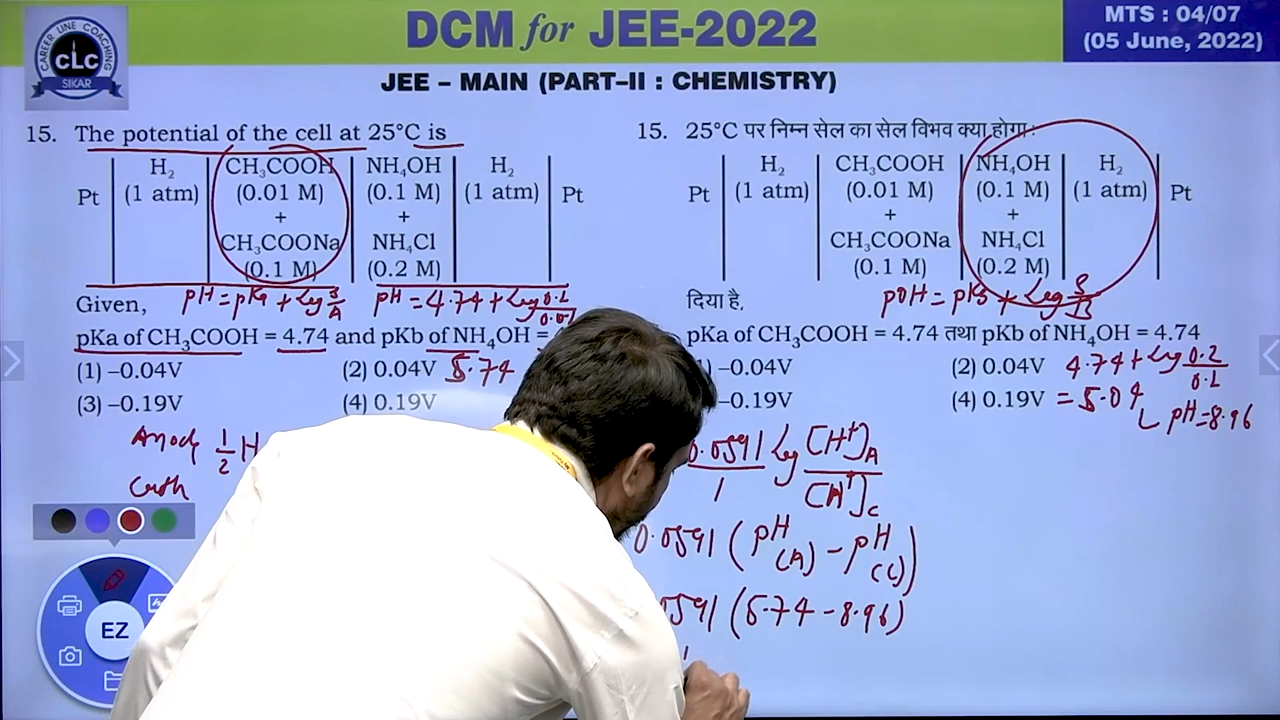 CAREER LINE COACHING
CLC
SIKAR
DCM for JEE-2022
MTS : 04/07
(05 June, 2022)
JEE – MAIN (PART–II : CHEMISTRY)
15. The potential of the cell at 25°C is
Pt | H₂ (1 atm) | CH₃COOH (0.01 M) + CH₃COONa (0.1 M) | NH₄OH (0.1 M) + NH₄Cl (0.2 M) | H₂ (1 atm) | Pt
Given,
pH = pKa + log S/A
pH = 4.74 + log 0.1/0.01
pKa of CH₃COOH = 4.74 and pKb of NH₄OH =
(1) –0.04V (2) 0.04V
5.74
(3) –0.19V (4) 0.19V
Anod 1/2 H
Cath
EZ
15. 25°C पर निम्न सेल का सेल विभव क्या होगा :
Pt | H₂ (1 atm) | CH₃COOH (0.01 M) + CH₃COONa (0.1 M) | NH₄OH (0.1 M) + NH₄Cl (0.2 M) | H₂ (1 atm) | Pt
दिया है,
pOH = pKb + log S/B
pKa of CH₃COOH = 4.74 तथा pKb of NH₄OH = 4.74
) –0.04V (2) 0.04V
4.74 + log 0.2/0.1
–0.19V (4) 0.19V
= 5.04
pH = 8.96
0.0591/1 log [H⁺]A/[H⁺]C
0.0591 (pH(A) – pH(C))
0591 (5.74 – 8.96)